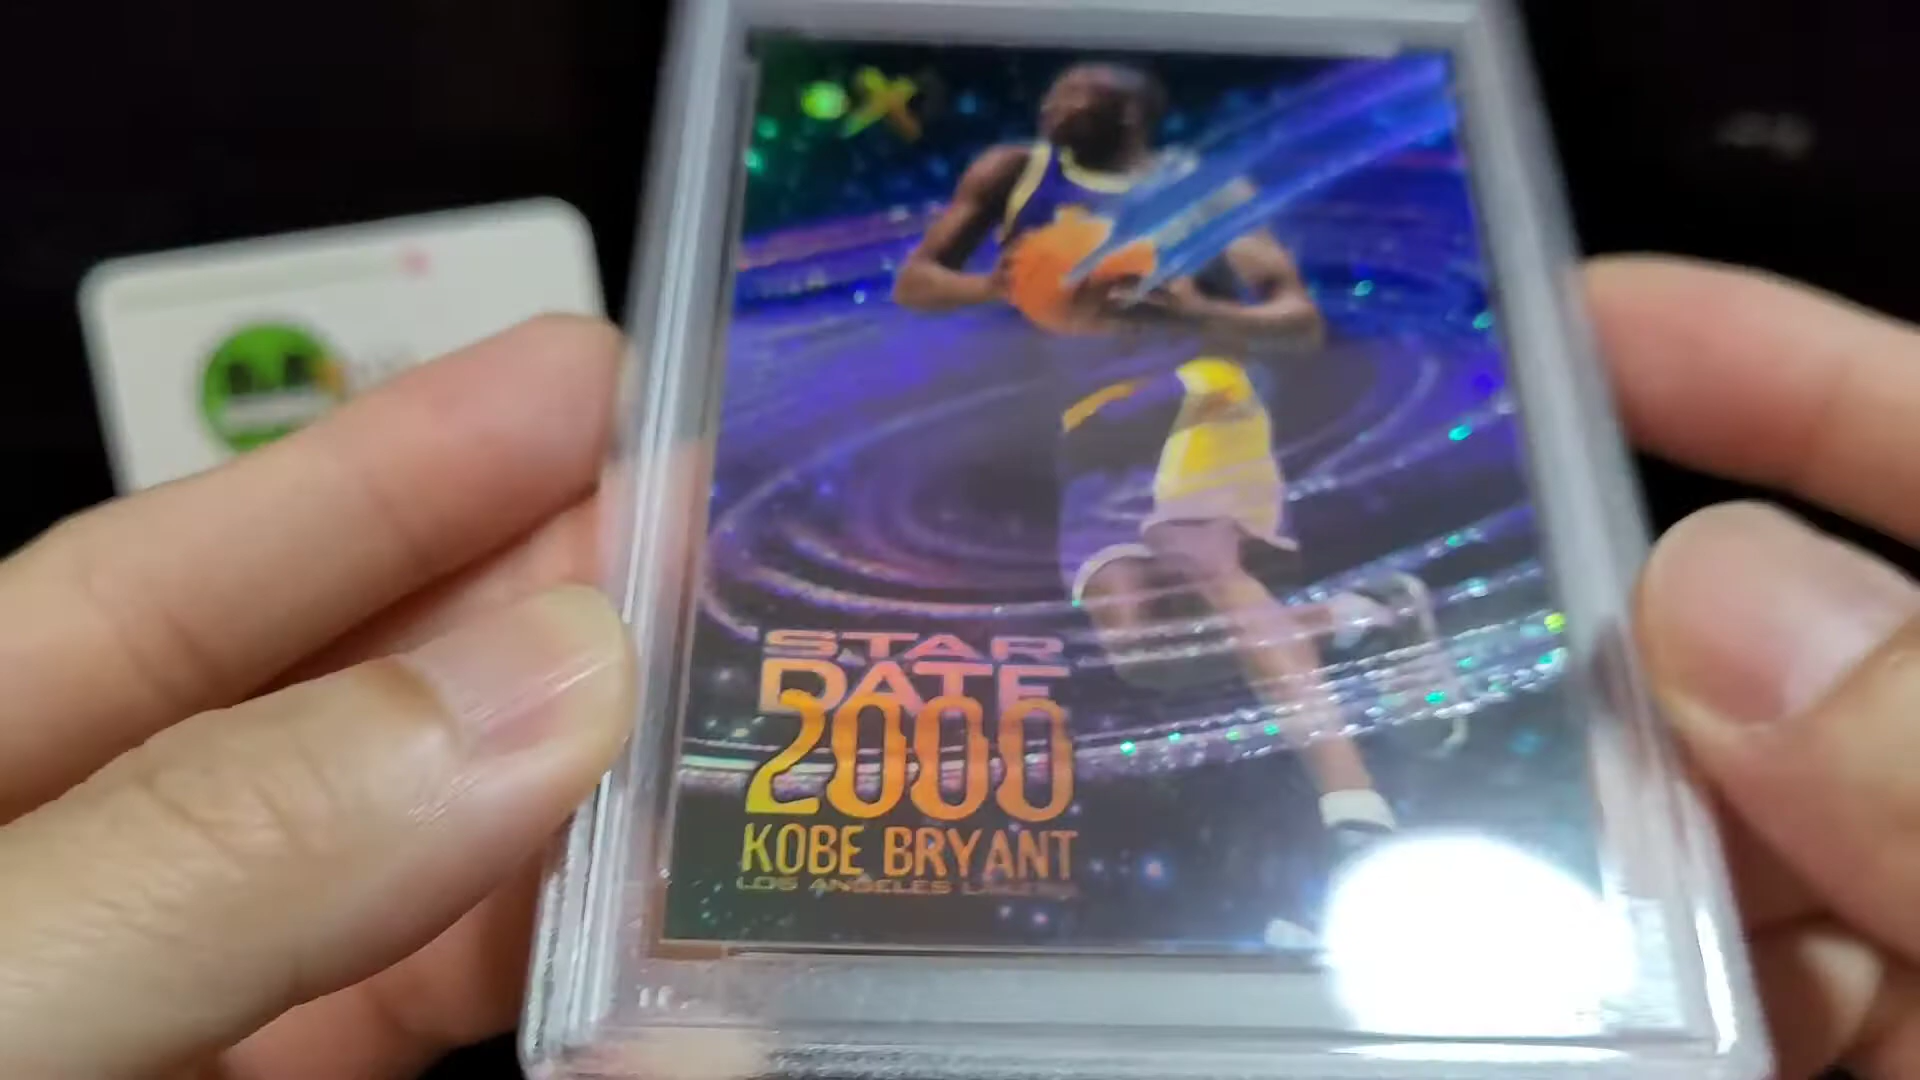 X
STAR
DATE
2000
KOBE BRYANT
LOS ANGELES LAKERS